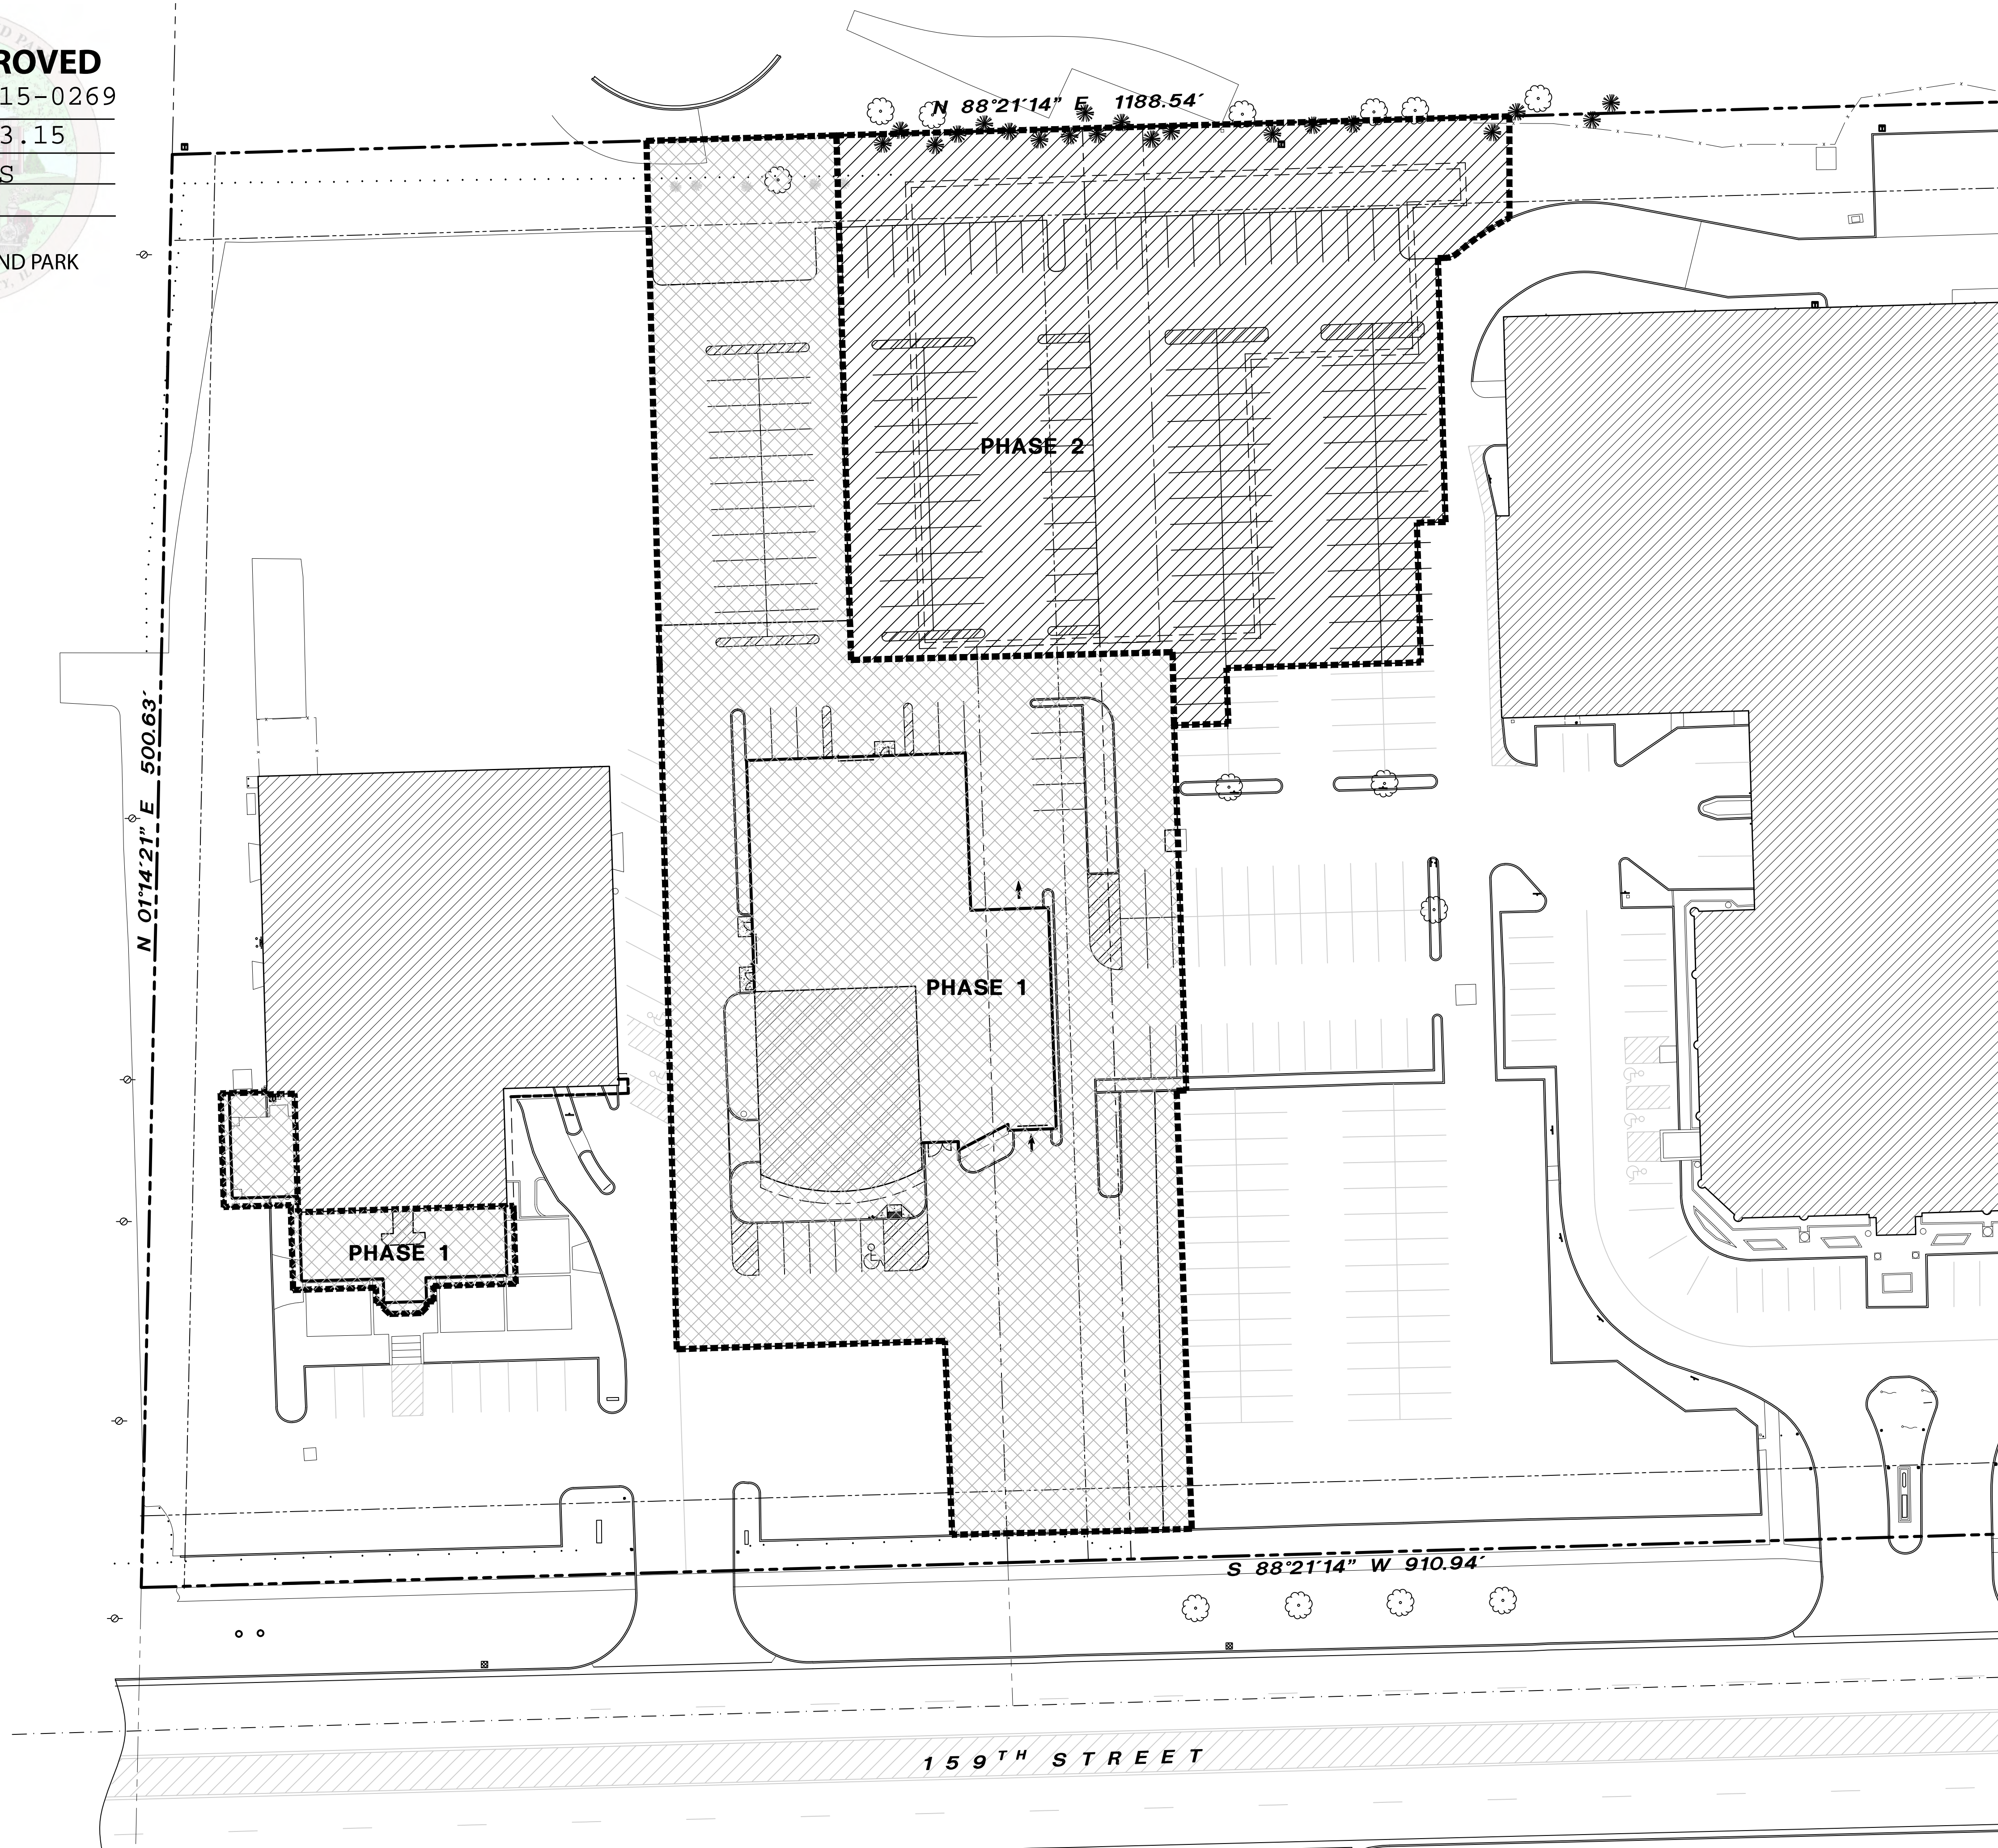 ROVED
15-0269
3.15
S
ND PARK
N 88°21'14" E 1188.54'
PHASE 2
N 01°14'21" E 500.63'
PHASE 1
PHASE 1
S 88°21'14" W 910.94'
159TH STREET